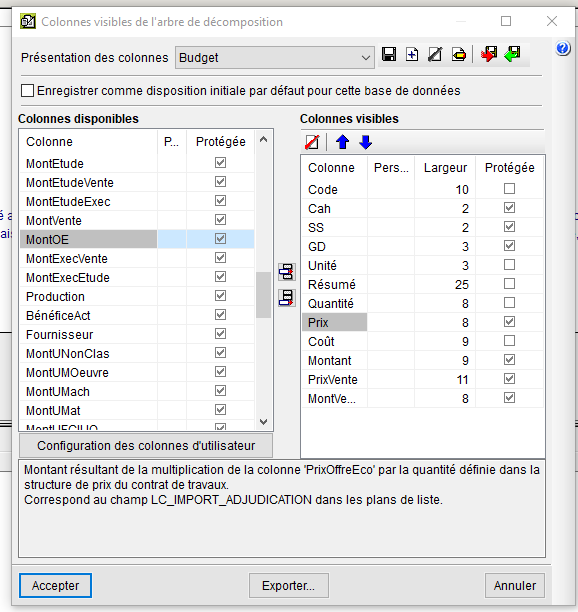 Colonnes visibles de l'arbre de décomposition
Présentation des colonnes Budget
Enregistrer comme disposition initiale par défaut pour cette base de données
Colonnes disponibles
Colonne P... Protégée
MontEtude
MontEtudeVente
MontEtudeExec
MontVente
MontOE
MontExecVente
MontExecEtude
Production
BénéficeAct
Fournisseur
MontUNonClas
MontUMOeuvre
MontUMach
MontUMat
Configuration des colonnes d'utilisateur
Colonnes visibles
Colonne Pers... Largeur Protégée
Code 10
Cah 2
SS 2
GD 3
Unité 3
Résumé 25
Quantité 8
Prix 8
Coût 9
Montant 9
PrixVente 11
MontVe... 8
Montant résultant de la multiplication de la colonne 'PrixOffreEco' par la quantité définie dans la
structure de prix du contrat de travaux.
Correspond au champ LC_IMPORT_ADJUDICATION dans les plans de liste.
Accepter Exporter... Annuler